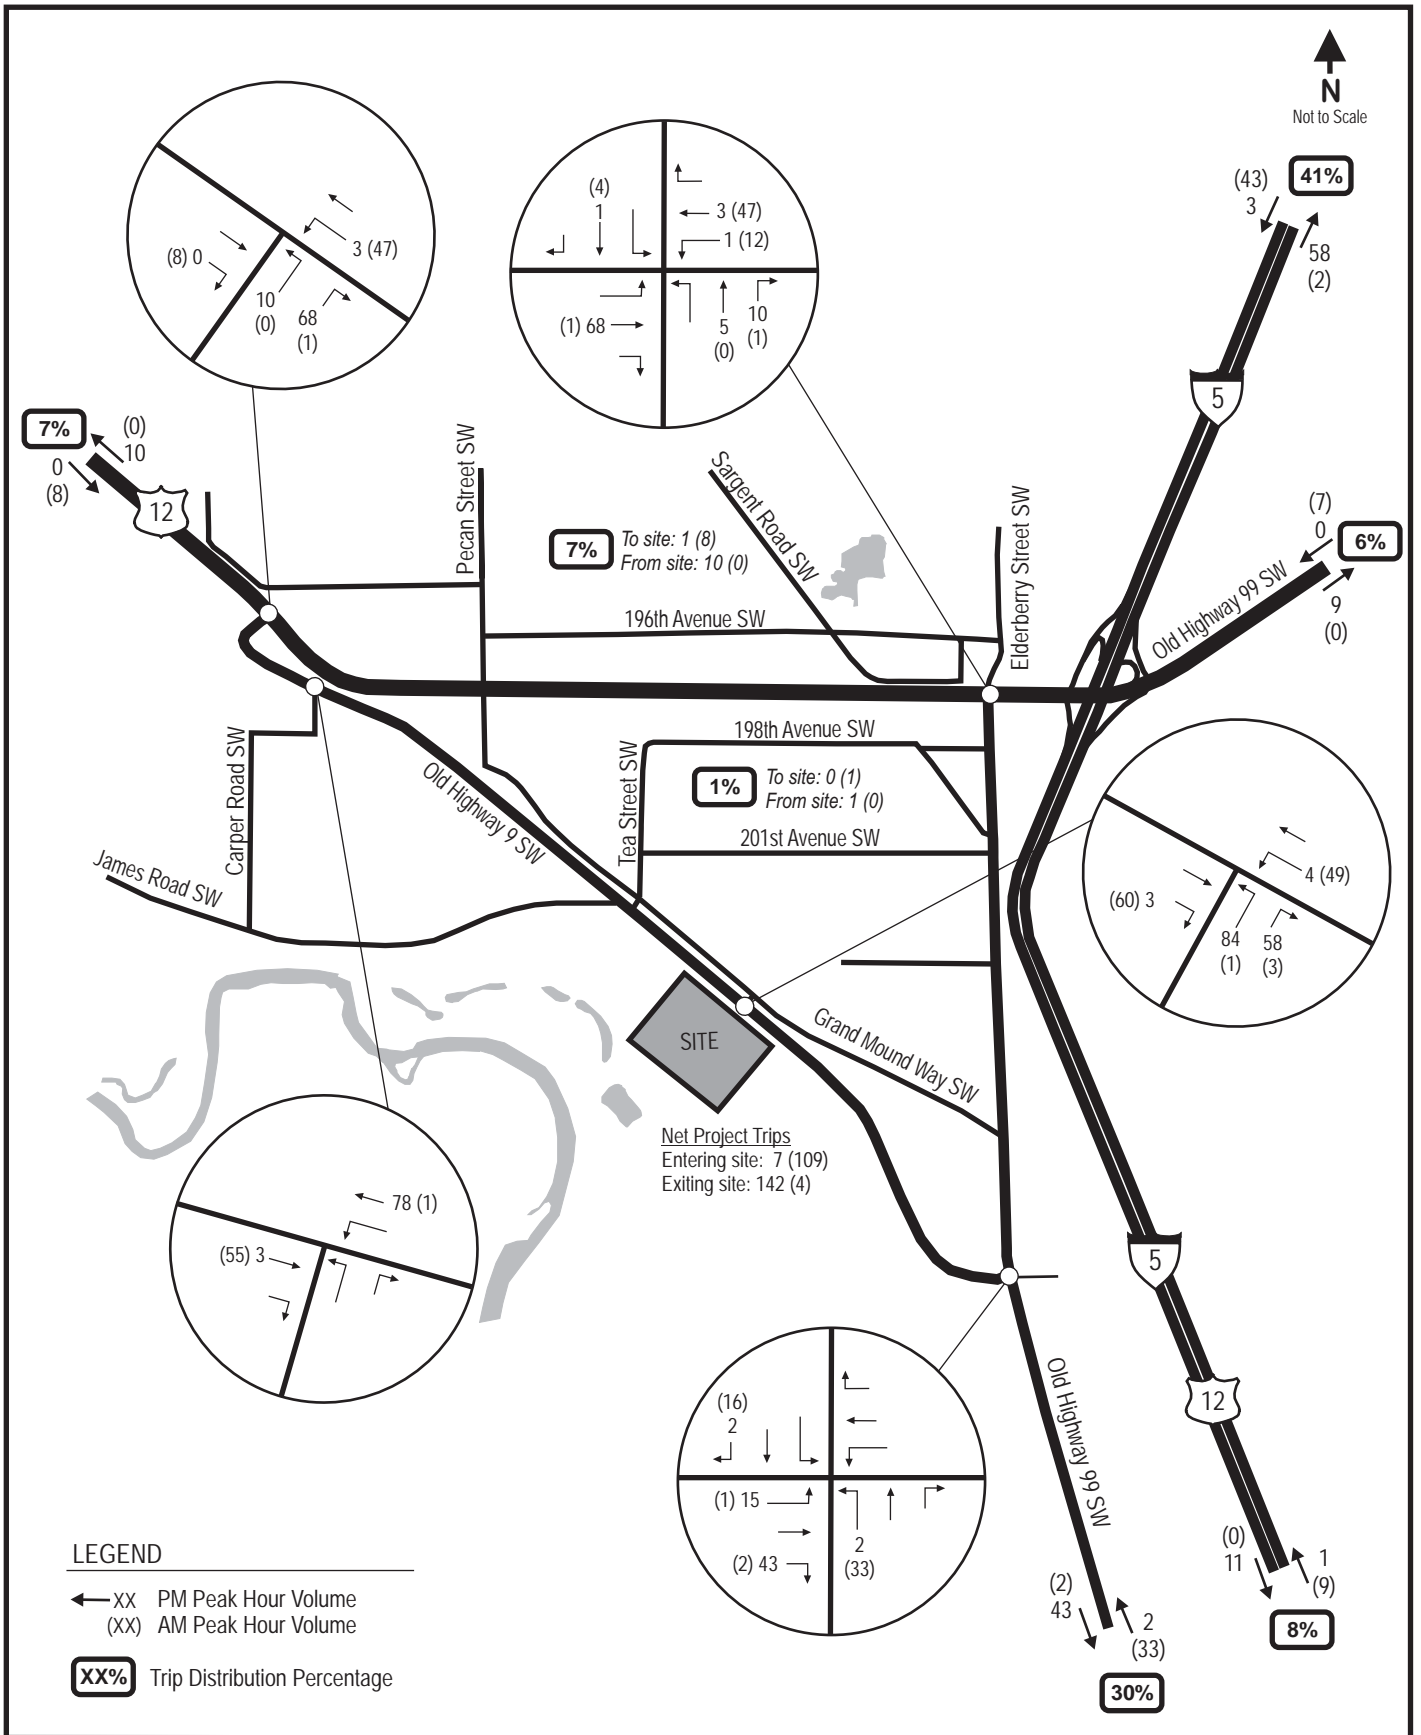 N
Not to Scale
(43)
3
41%
58
(2)
(4)
1
3 (47)
1 (12)
(1) 68
5
(0)
10
(1)
(8) 0
3 (47)
10
(0)
68
(1)
5
7%
(0)
10
0
(8)
12
Pecan Street SW
7%
To site: 1 (8)
From site: 10 (0)
Sargent Road SW
Elderberry Street SW
(7)
0
6%
9
(0)
Old Highway 99 SW
196th Avenue SW
198th Avenue SW
1%
To site: 0 (1)
From site: 1 (0)
201st Avenue SW
Tea Street SW
Old Highway 9 SW
Carper Road SW
James Road SW
4 (49)
(60) 3
84
(1)
58
(3)
SITE
Grand Mound Way SW
Net Project Trips
Entering site: 7 (109)
Exiting site: 142 (4)
78 (1)
(55) 3
5
12
(16)
2
(1) 15
(2) 43
2
(33)
Old Highway 99 SW
(0)
11
1
(9)
8%
(2)
43
2
(33)
30%
LEGEND
XX PM Peak Hour Volume
(XX) AM Peak Hour Volume
XX% Trip Distribution Percentage